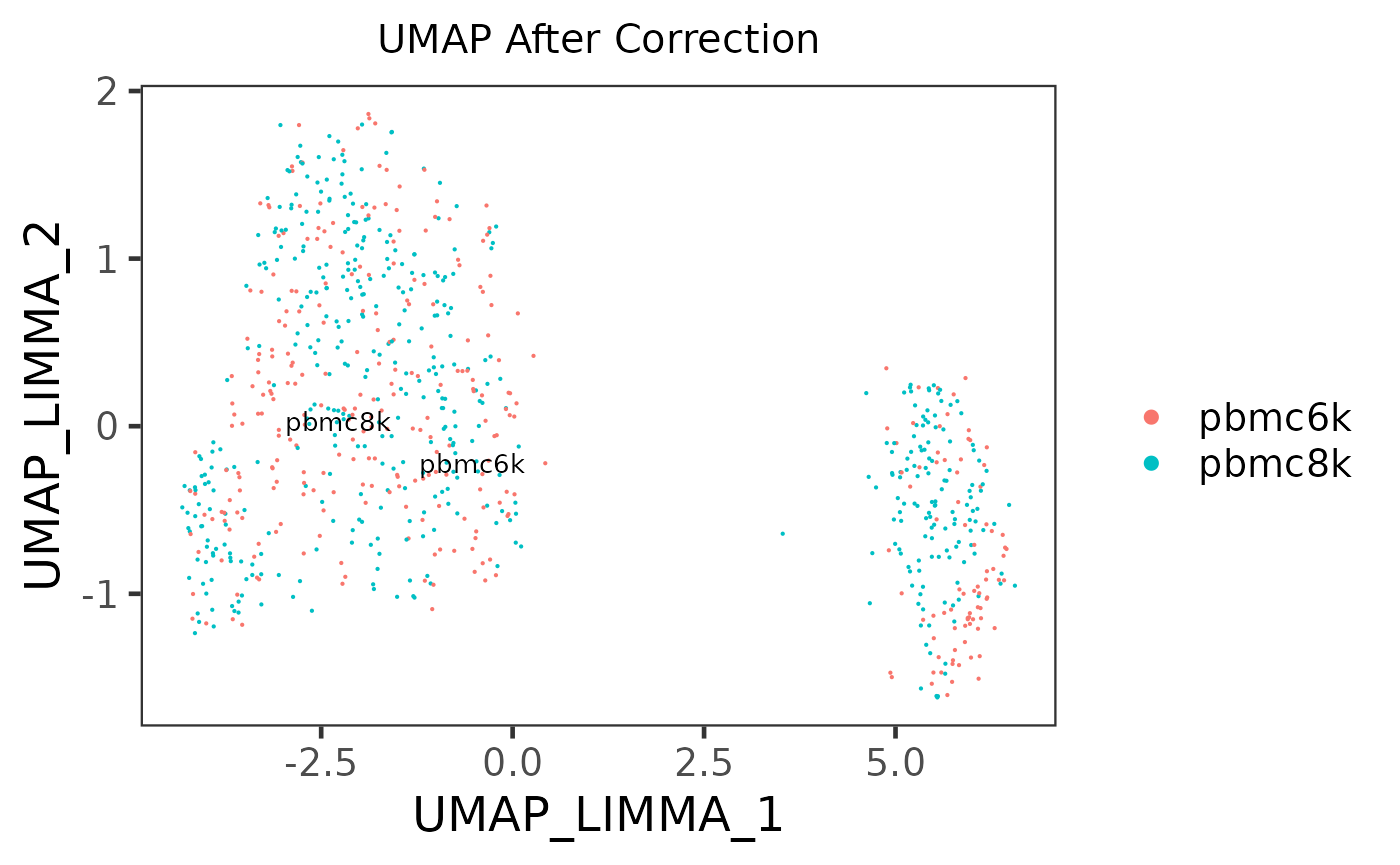 UMAP After Correction
UMAP_LIMMA_2
2
1
0
-1
pbmc8k
pbmc6k
-2.5
0.0
2.5
5.0
UMAP_LIMMA_1
pbmc6k
pbmc8k